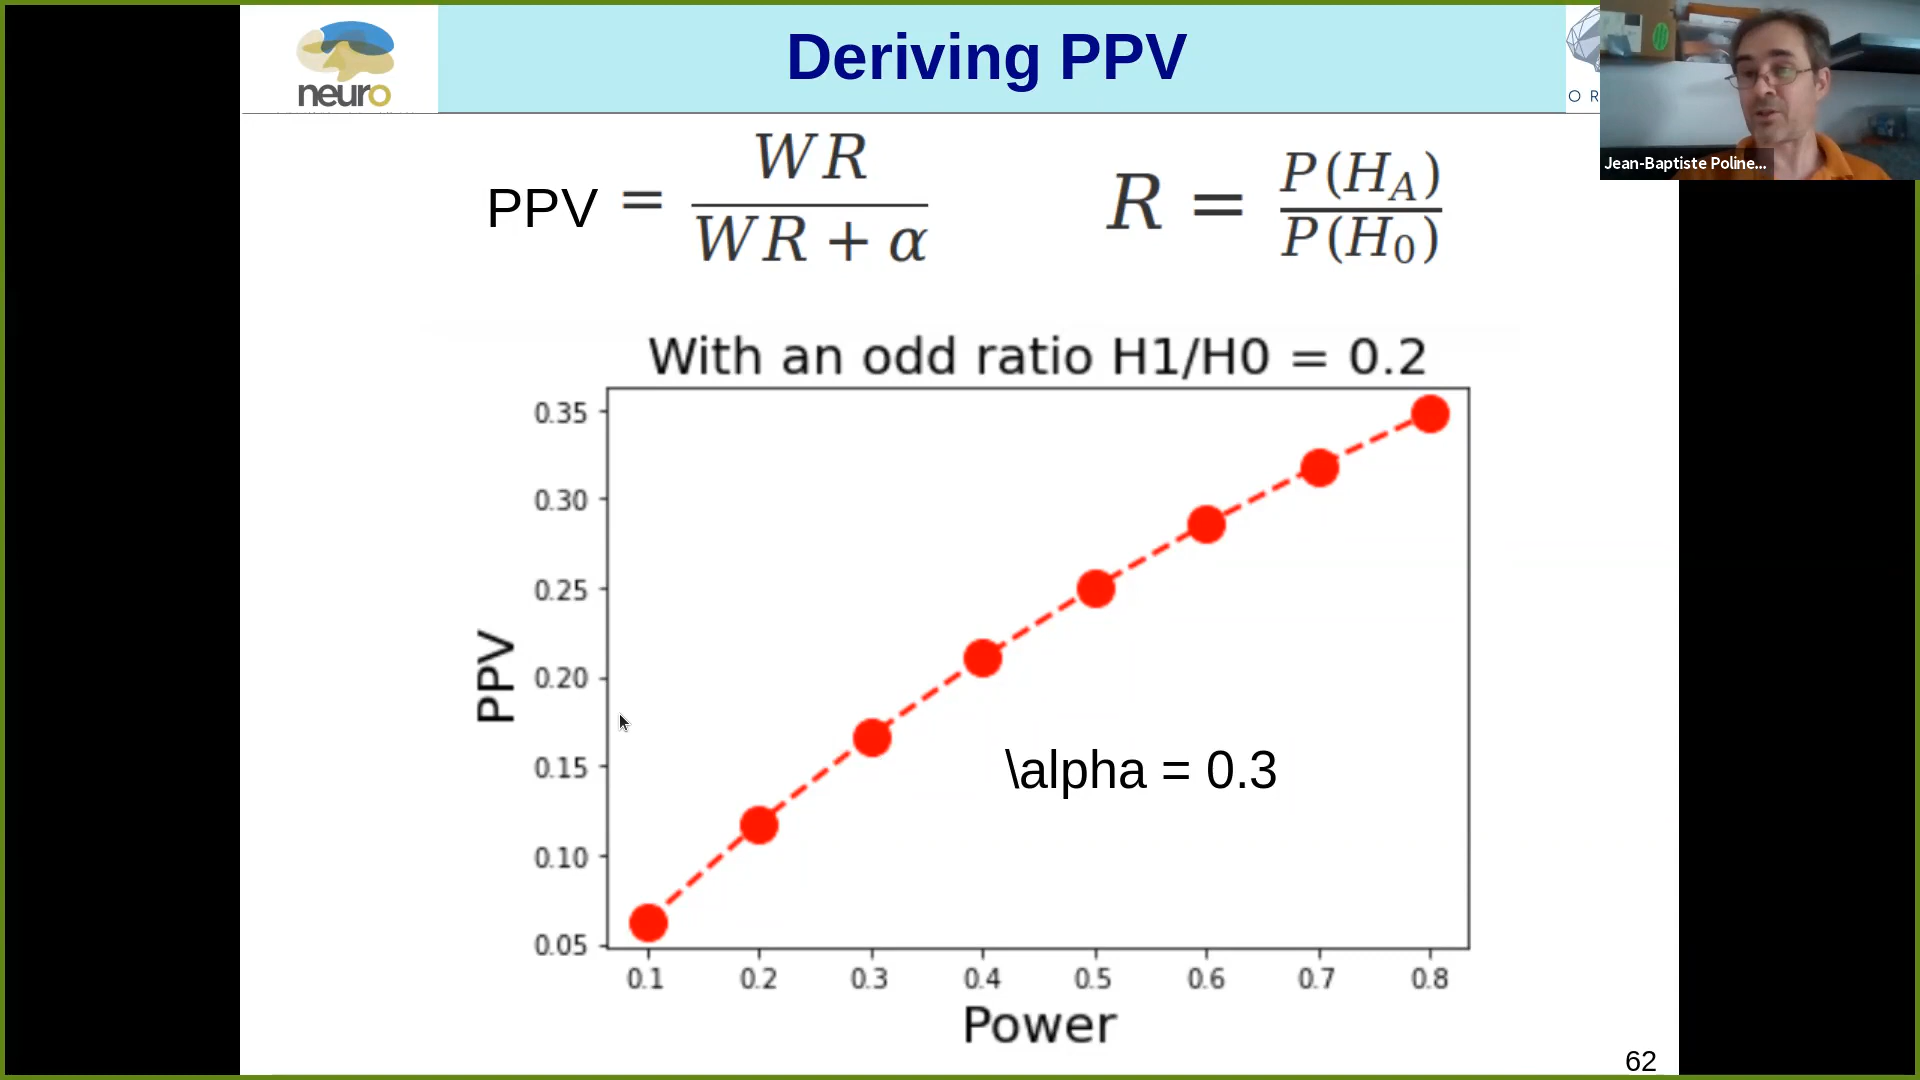 Deriving PPV
neuro
O R
Jean-Baptiste Poline...
PPV = WR / WR + α
R = P(H_A) / P(H_0)
With an odd ratio H1/H0 = 0.2
0.35
0.30
0.25
0.20
0.15
0.10
0.05
PPV
\alpha = 0.3
0.1 0.2 0.3 0.4 0.5 0.6 0.7 0.8
Power
62